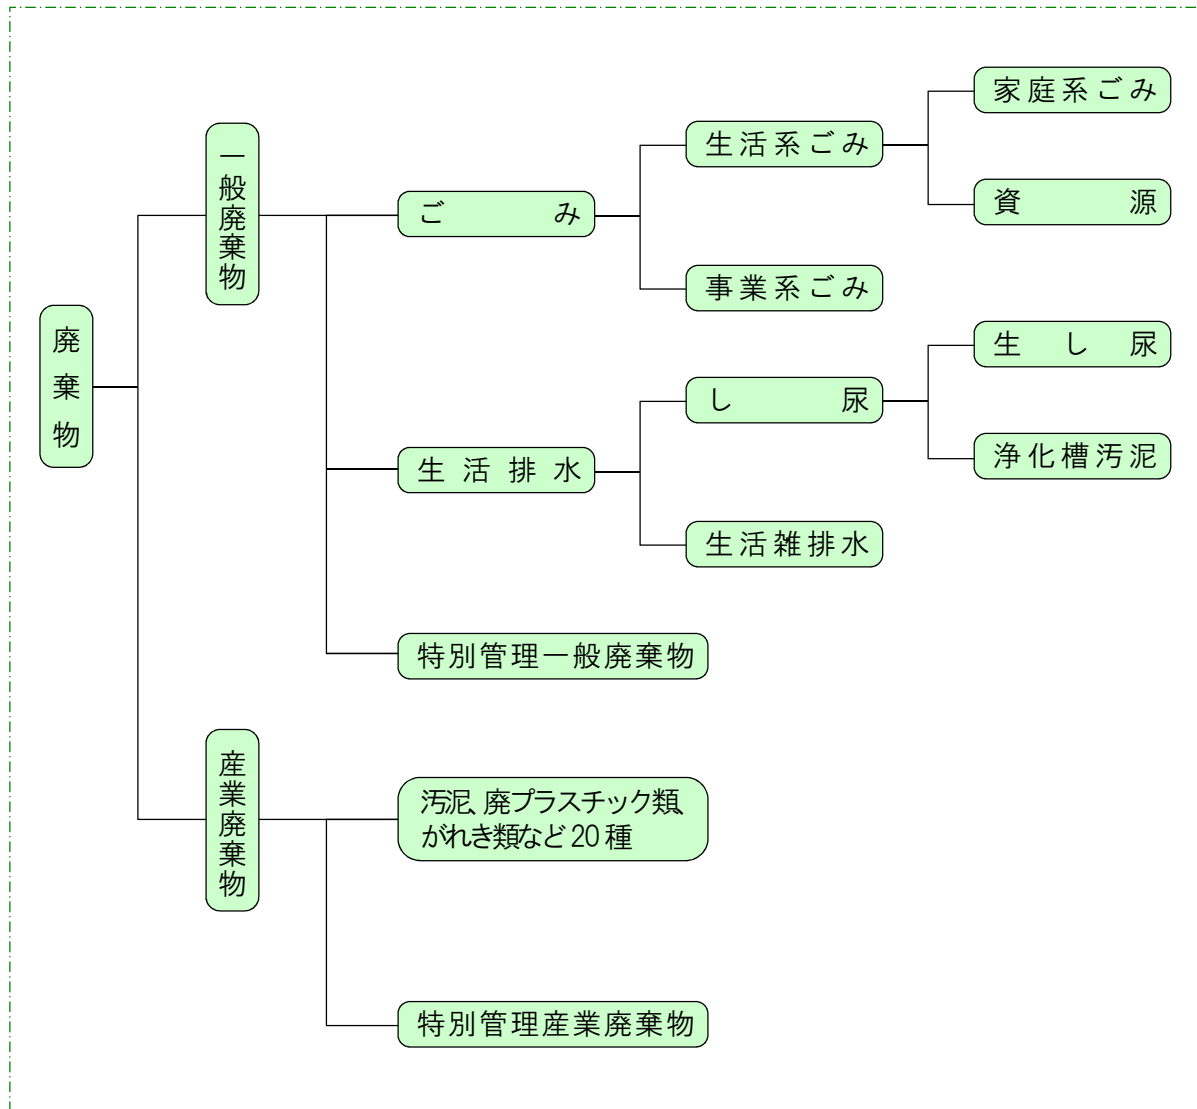 廃棄物
一般廃棄物
ごみ
生活系ごみ
家庭系ごみ
資源
事業系ごみ
生活排水
し尿
生し尿
浄化槽汚泥
生活雑排水
特別管理一般廃棄物
産業廃棄物
汚泥、廃プラスチック類、
がれき類など20種
特別管理産業廃棄物